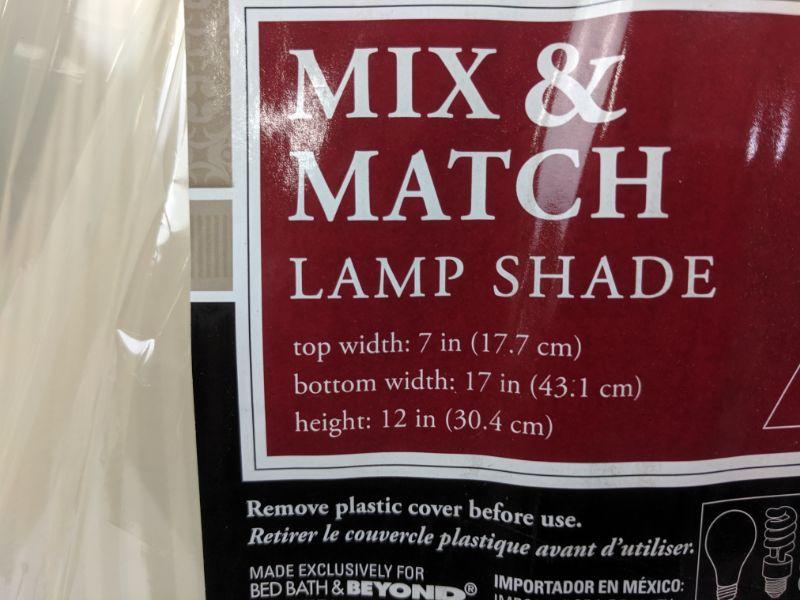 MIX &
MATCH
LAMP SHADE
top width: 7 in (17.7 cm)
bottom width: 17 in (43.1 cm)
height: 12 in (30.4 cm)
Remove plastic cover before use.
Retirer le couvercle plastique avant d'utiliser.
MADE EXCLUSIVELY FOR
BED BATH & BEYOND®
IMPORTADOR EN MÉXICO: